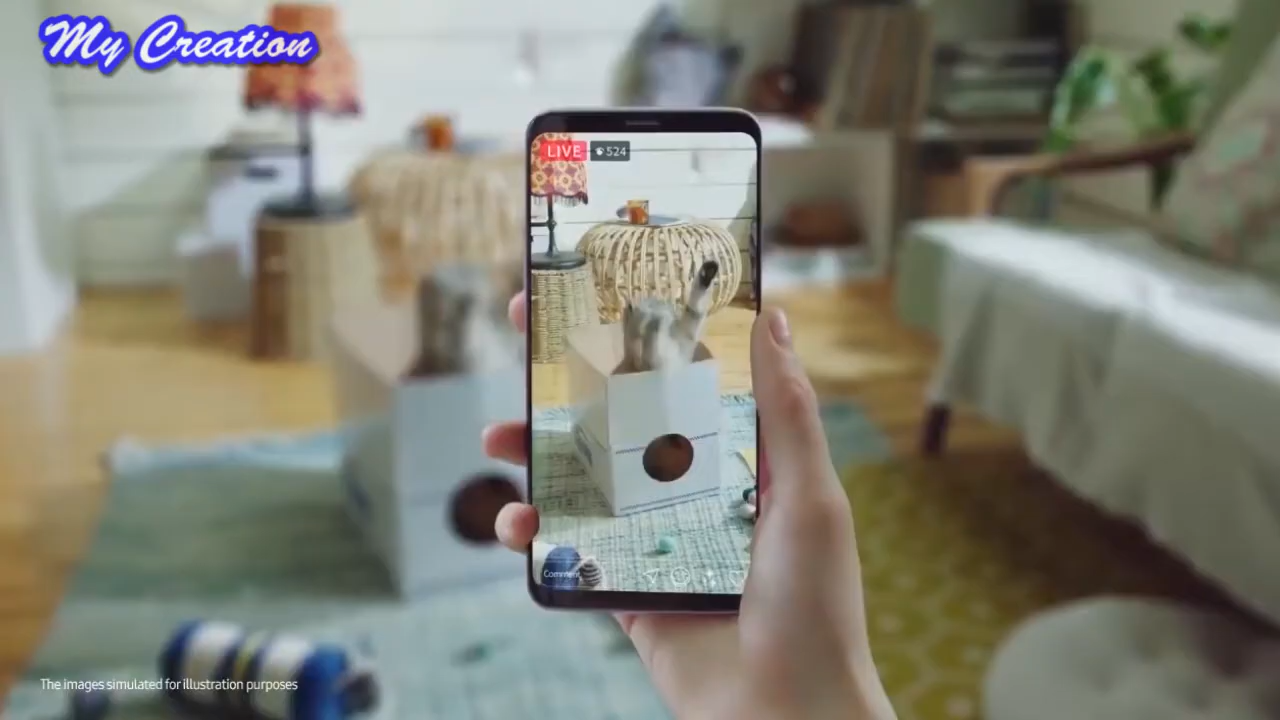 My Creation
LIVE 524
Comment
The images simulated for illustration purposes